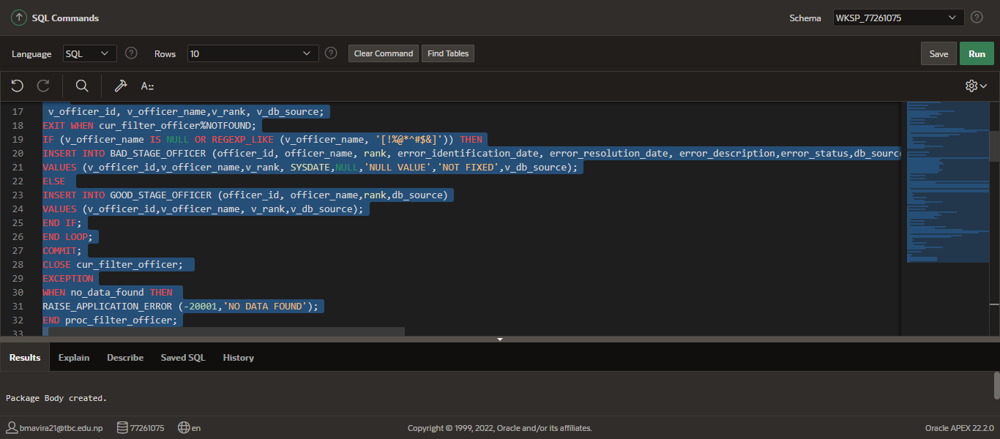 SQL Commands
Schema WKSP_77261075
Language SQL Rows 10 Clear Command Find Tables Save Run
17 v_officer_id, v_officer_name,v_rank, v_db_source;
18 EXIT WHEN cur_filter_officer%NOTFOUND;
19 IF (v_officer_name IS NULL OR REGEXP_LIKE (v_officer_name, '[!%@*^#$&]')) THEN
20 INSERT INTO BAD_STAGE_OFFICER (officer_id, officer_name, rank, error_identification_date, error_resolution_date, error_description,error_status,db_source
21 VALUES (v_officer_id,v_officer_name,v_rank, SYSDATE,NULL,'NULL VALUE','NOT FIXED',v_db_source);
22 ELSE
23 INSERT INTO GOOD_STAGE_OFFICER (officer_id, officer_name,rank,db_source)
24 VALUES (v_officer_id,v_officer_name, v_rank,v_db_source);
25 END IF;
26 END LOOP;
27 COMMIT;
28 CLOSE cur_filter_officer;
29 EXCEPTION
30 WHEN no_data_found THEN
31 RAISE_APPLICATION_ERROR (-20001,'NO DATA FOUND');
32 END proc_filter_officer;
33
Results Explain Describe Saved SQL History
Package Body created.
bmavira21@tbc.edu.np 77261075 en Copyright © 1999, 2022, Oracle and/or its affiliates. Oracle APEX 22.2.0